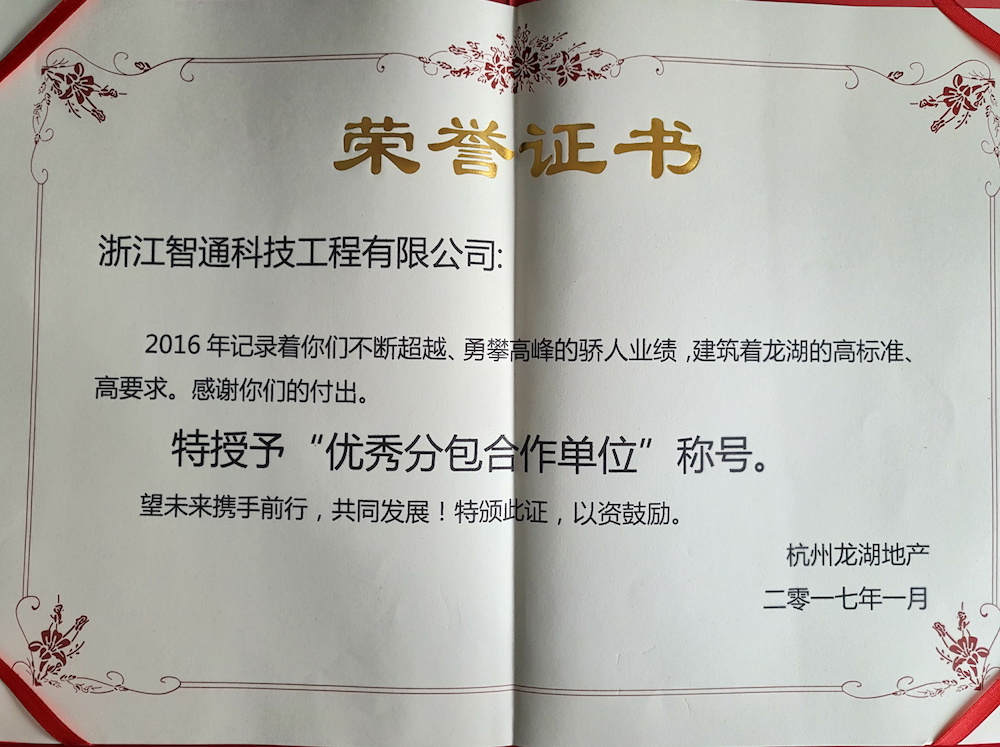 荣誉证书
浙江智通科技工程有限公司:
2016年记录着你们不断超越、勇攀高峰的骄人业绩,建筑着龙湖的高标准、
高要求。感谢你们的付出。
特授予“优秀分包合作单位”称号。
望未来携手前行，共同发展！特颁此证，以资鼓励。
杭州龙湖地产
二零一七年一月